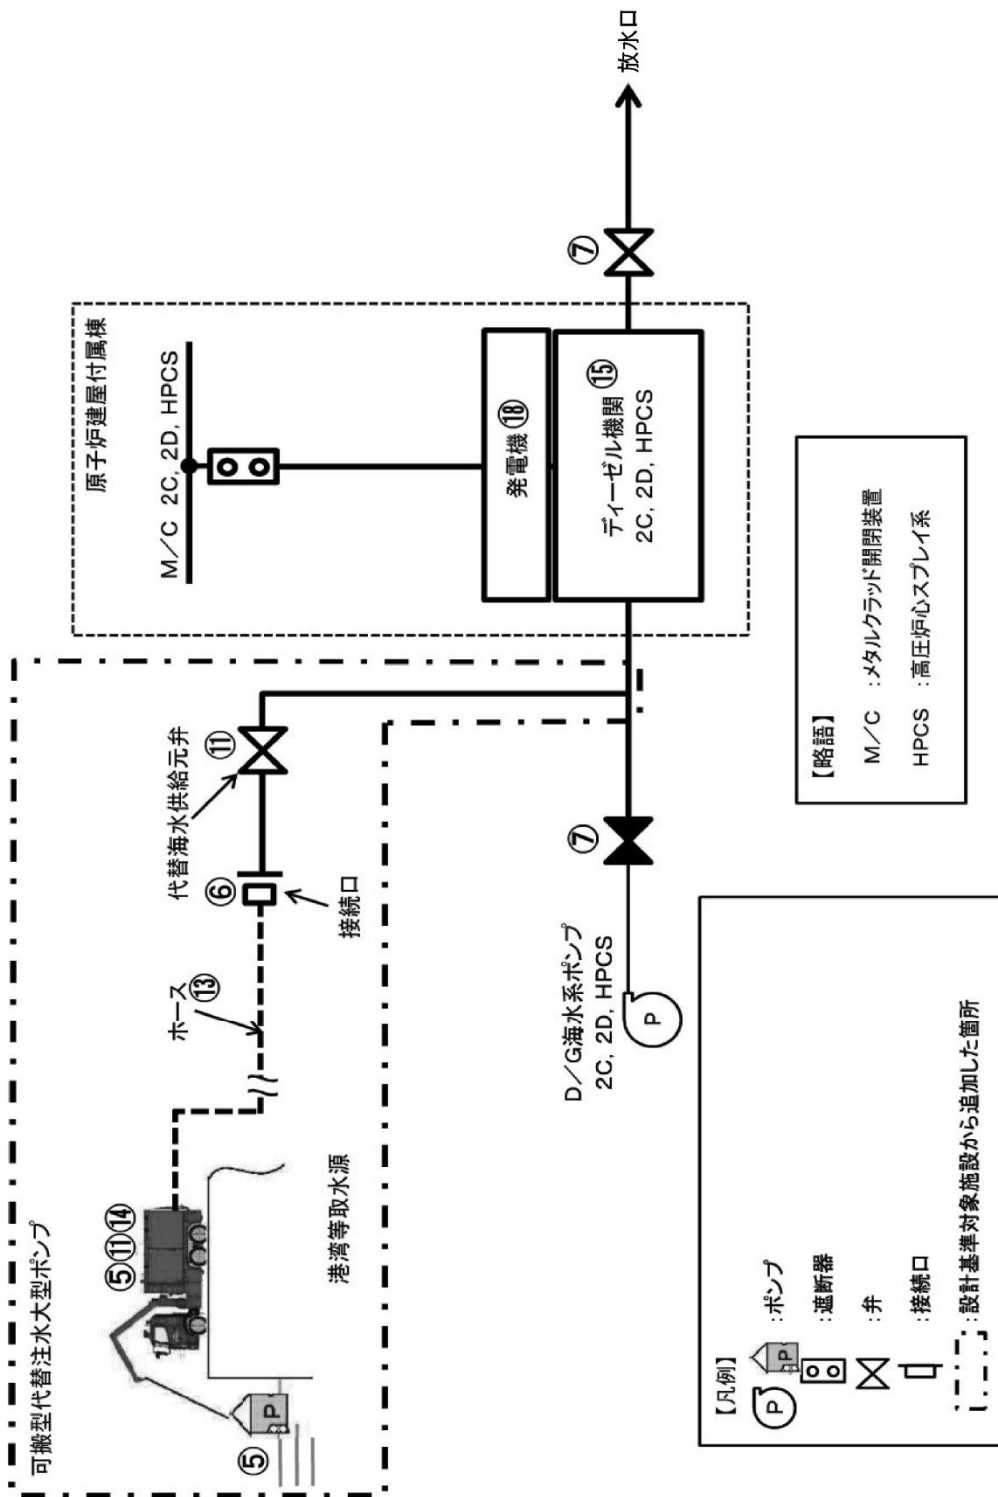 可搬型代替注水大型ポンプ
⑤⑪⑭
⑤
P
港湾等取水源
ホース⑬
⑥
接続口
代替海水供給元弁
⑪
原子炉建屋付属棟
M/C 2C, 2D, HPCS
発電機⑱
ディーゼル機関⑮
2C, 2D, HPCS
⑦
放水口
D/G海水系ポンプ
2C, 2D, HPCS
P
⑦
【凡例】
P
P
:ポンプ
:遮断器
:弁
:接続口
:設計基準対象施設から追加した箇所
【略語】
M/C :メタルクラッド開閉装置
HPCS :高圧炉心スプレイ系